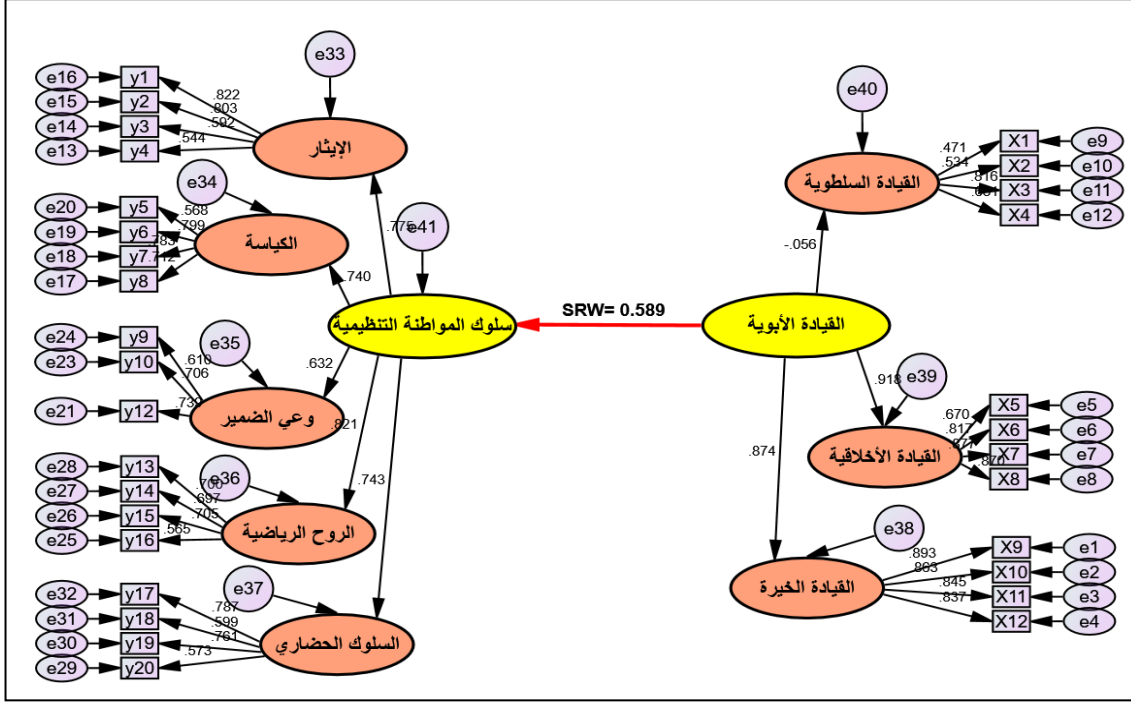 e33
e16
y1
e15
y2
e14
y3
e13
y4
.822
.803
.592
.544
الإيثار
e34
e20
y5
e19
y6
e18
y7
e17
y8
.568
.799
.783
الكياسة
e41
.740
سلوك المواطنة التنظيمية
e24
y9
e23
y10
e21
y12
.610
.706
e35
.632
وعي الضمير
.821
e28
y13
e27
y14
e26
y15
e25
y16
.697
.705
.565
e36
.743
الروح الرياضية
e32
y17
e31
y18
e30
y19
e29
y20
.787
.599
.761
.573
e37
السلوك الحضاري
SRW= 0.589
القيادة الأبوية
e40
القيادة السلطوية
.471
.534
.816
X1
e9
X2
e10
X3
e11
X4
e12
-.056
.918
e39
القيادة الأخلاقية
.670
.817
X5
e5
X6
e6
X7
e7
X8
e8
.874
e38
القيادة الخيرة
.893
.845
.837
X9
e1
X10
e2
X11
e3
X12
e4